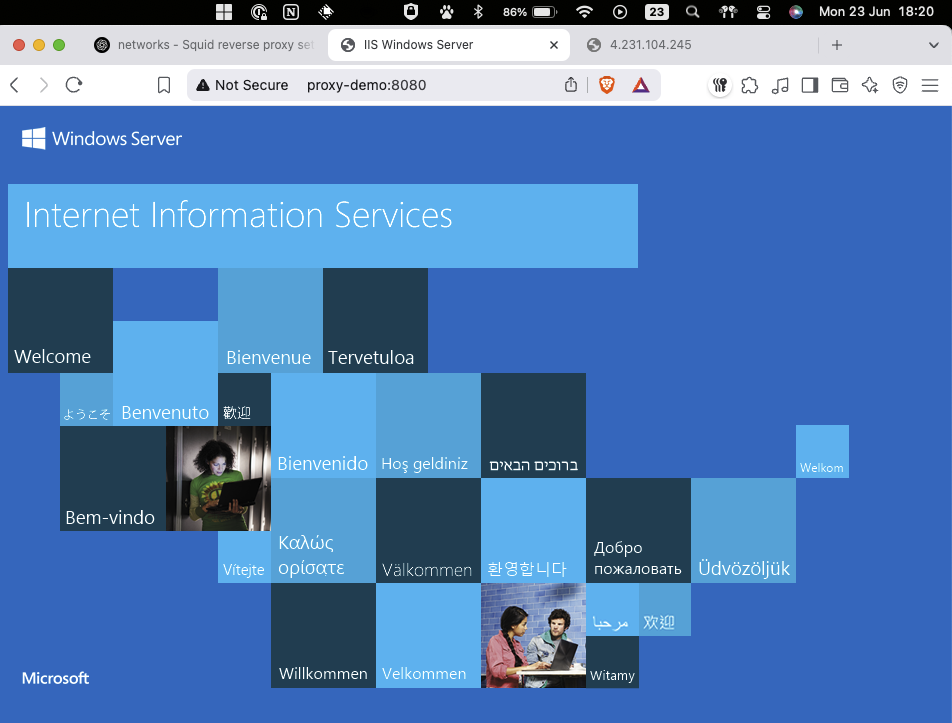 86%
23
Mon 23 Jun 18:20
networks - Squid reverse proxy set
IIS Windows Server
4.231.104.245
Not Secure
proxy-demo:8080
Windows Server
Internet Information Services
Welcome
Bienvenue
Tervetuloa
ようこそ
Benvenuto
歡迎
Bienvenido
Hoş geldiniz
ברוכים הבאים
Welkom
Bem-vindo
Vítejte
Καλώς
ορίσατε
Välkommen
환영합니다
Добро
пожаловать
Üdvözöljük
مرحبا
欢迎
Willkommen
Velkommen
Witamy
Microsoft